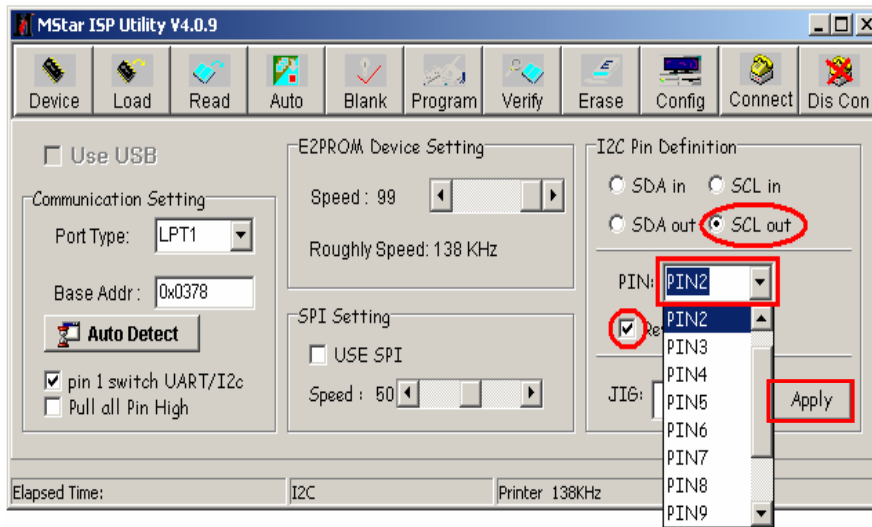 MStar ISP Utility V4.0.9
Device Load Read Auto Blank Program Verify Erase Config Connect Dis Con
Use USB
Communication Setting
Port Type: LPT1
Base Addr: 0x0378
Auto Detect
pin 1 switch UART/I2c
Pull all Pin High
E2PROM Device Setting
Speed: 99
Roughly Speed: 138 KHz
SPI Setting
USE SPI
Speed: 50
I2C Pin Definition
SDA in SCL in
SDA out SCL out
PIN: PIN2
PIN2
PIN3
PIN4
PIN5
PIN6
PIN7
PIN8
PIN9
JIG:
Apply
Elapsed Time: I2C Printer 138KHz